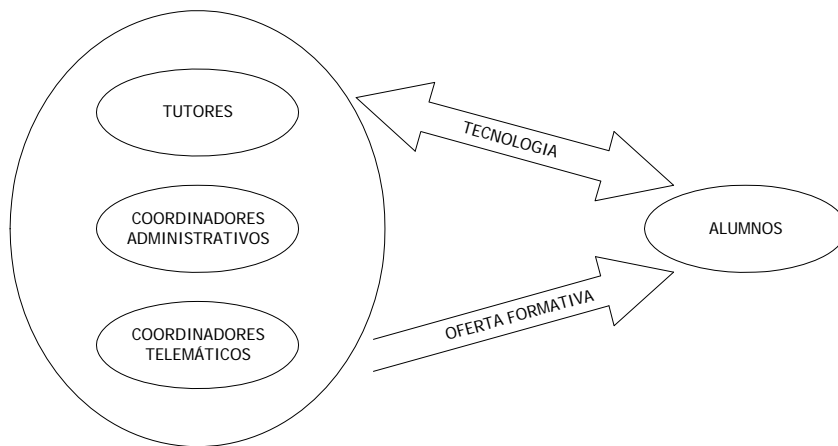 TUTORES
TECNOLOGIA
COORDINADORES
ADMINISTRATIVOS
ALUMNOS
OFERTA FORMATIVA
COORDINADORES
TELEMÁTICOS